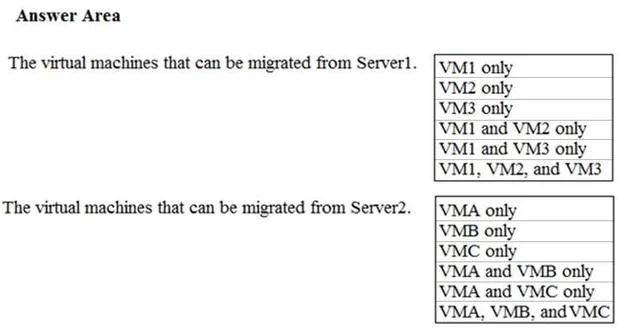 Answer Area
The virtual machines that can be migrated from Server1.
VM1 only
VM2 only
VM3 only
VM1 and VM2 only
VM1 and VM3 only
VM1, VM2, and VM3
The virtual machines that can be migrated from Server2.
VMA only
VMB only
VMC only
VMA and VMB only
VMA and VMC only
VMA, VMB, and VMC